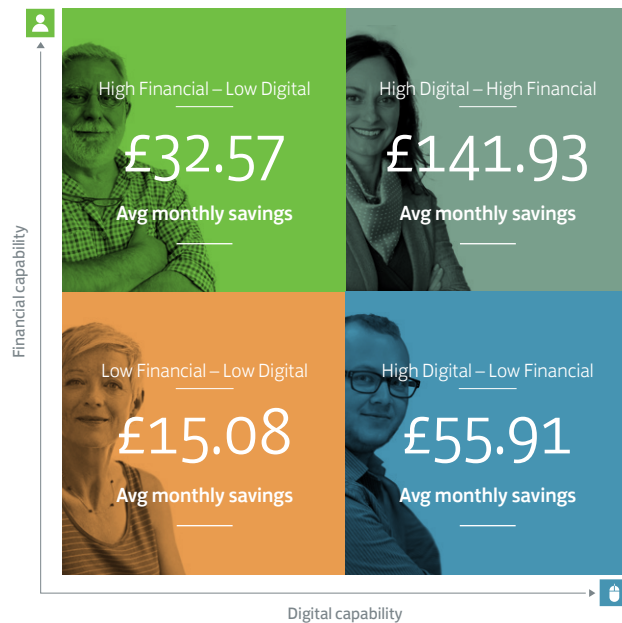 High Financial – Low Digital
£32.57
Avg monthly savings
High Digital – High Financial
£141.93
Avg monthly savings
Financial capability
Low Financial – Low Digital
£15.08
Avg monthly savings
High Digital – Low Financial
£55.91
Avg monthly savings
Digital capability